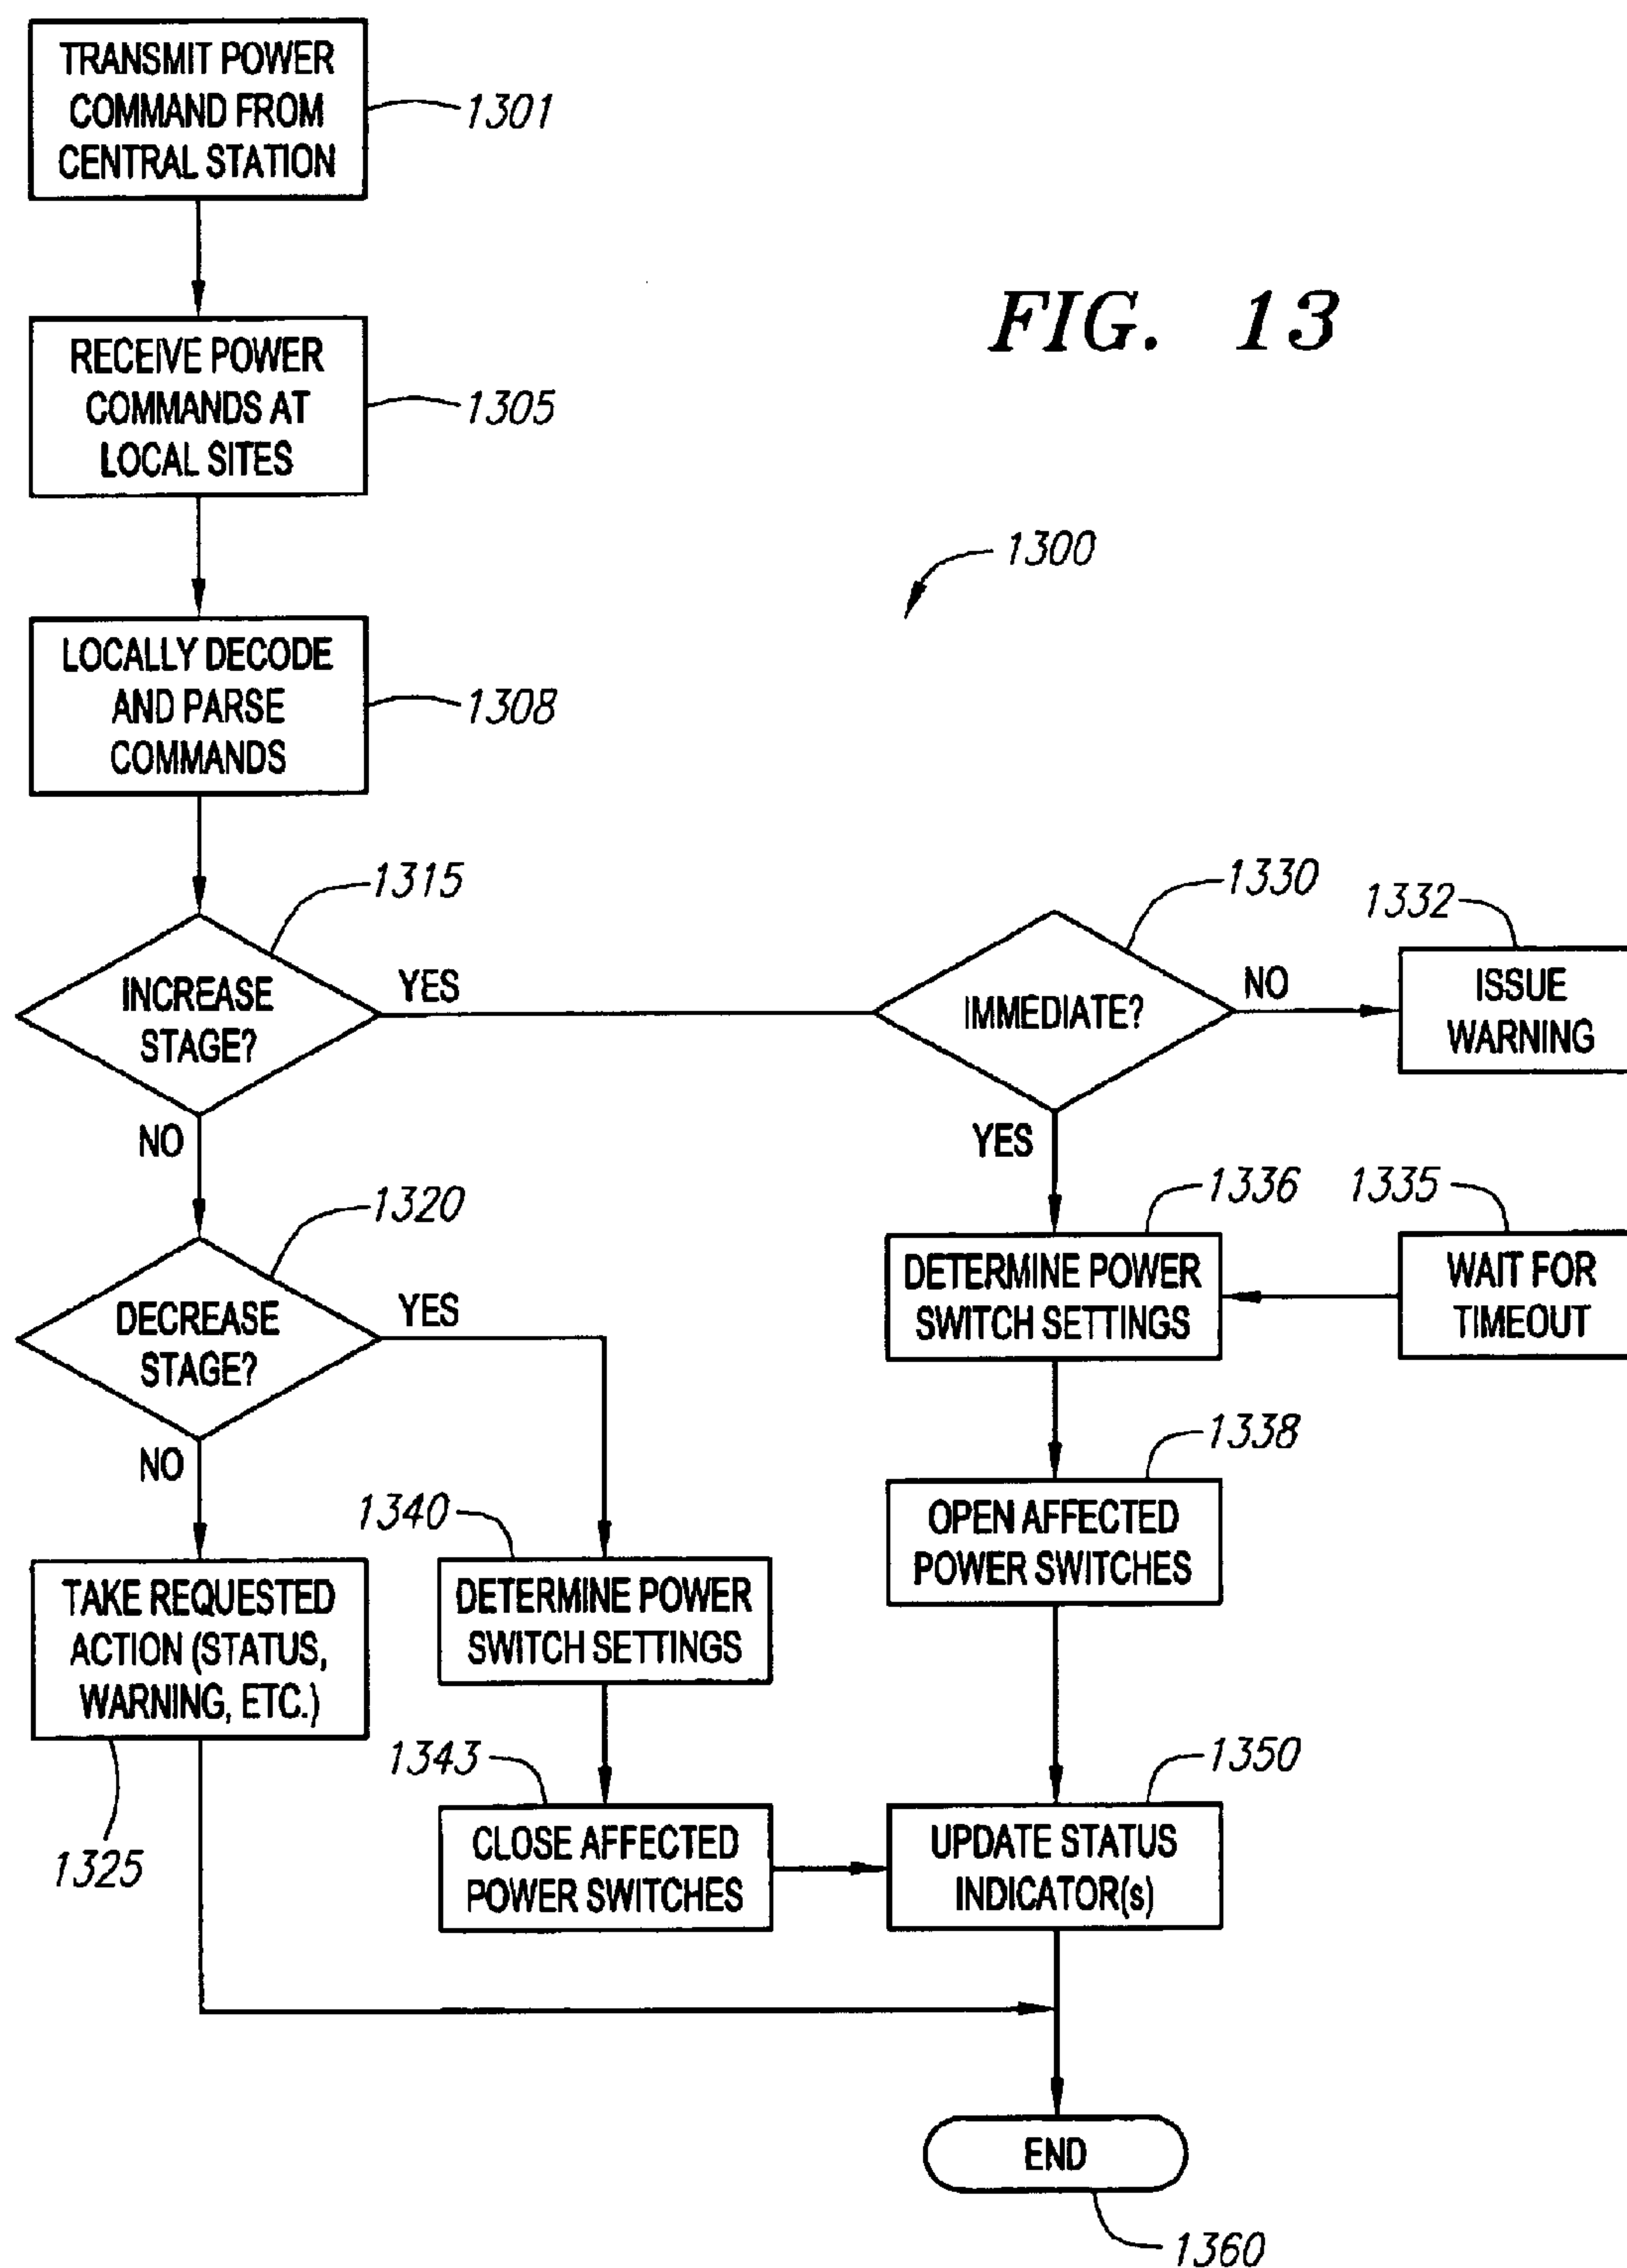 TRANSMIT POWER
COMMAND FROM
CENTRAL STATION
1301
FIG. 13
RECEIVE POWER
COMMANDS AT
LOCAL SITES
1305
1300
LOCALLY DECODE
AND PARSE
COMMANDS
1308
1315
INCREASE
STAGE?
YES
NO
1330
IMMEDIATE?
NO
YES
1332
ISSUE
WARNING
1320
DECREASE
STAGE?
YES
NO
1336
DETERMINE POWER
SWITCH SETTINGS
1335
WAIT FOR
TIMEOUT
1338
OPEN AFFECTED
POWER SWITCHES
TAKE REQUESTED
ACTION (STATUS,
WARNING, ETC.)
1325
1340
DETERMINE POWER
SWITCH SETTINGS
1343
CLOSE AFFECTED
POWER SWITCHES
1350
UPDATE STATUS
INDICATOR(s)
END
1360